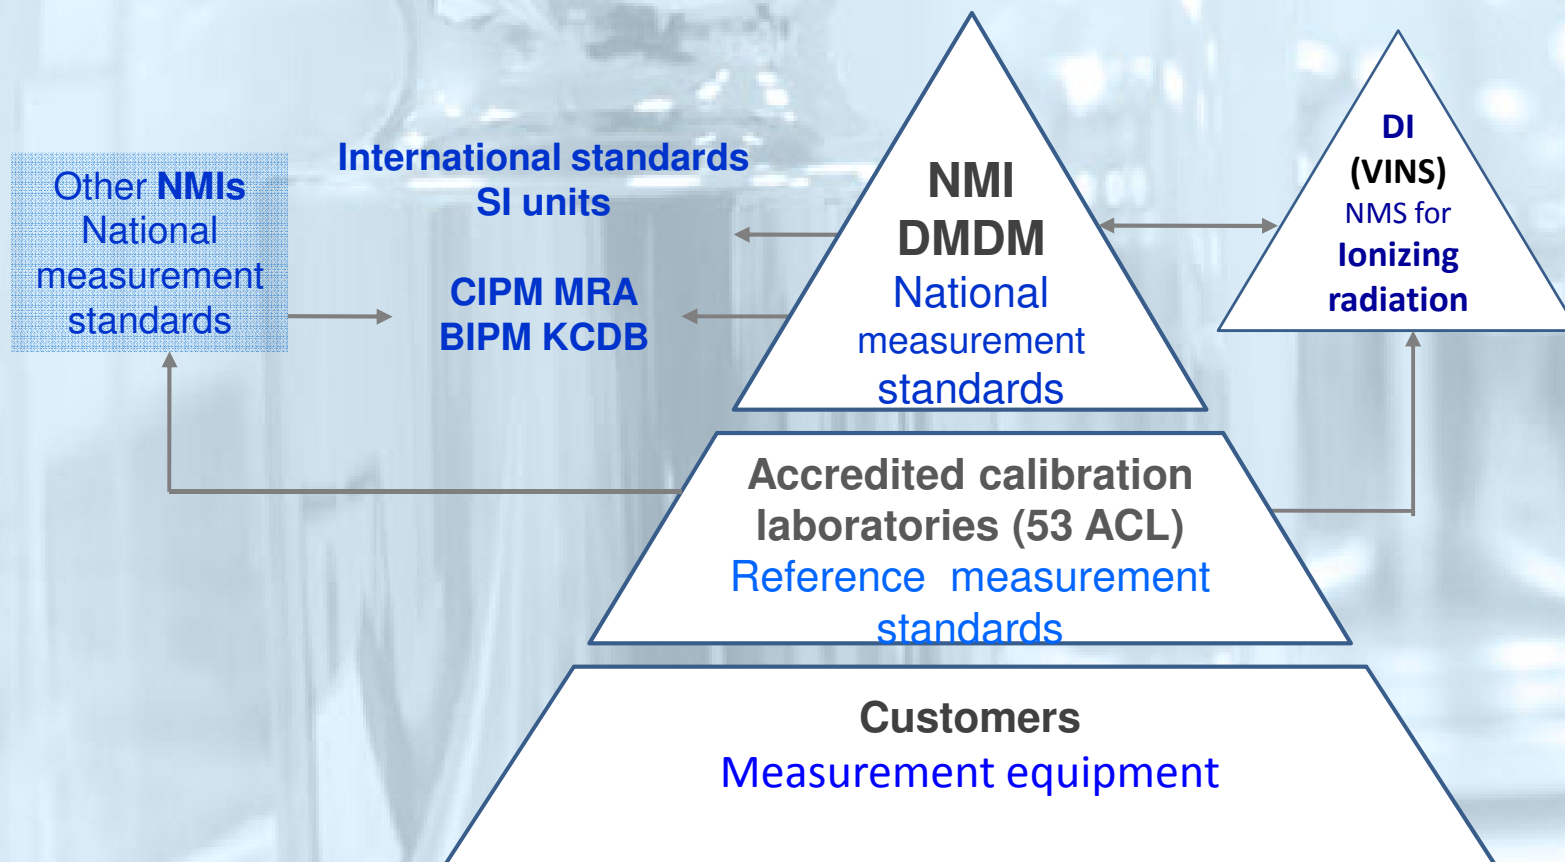 Other NMIs
National
measurement
standards
International standards
SI units
CIPM MRA
BIPM KCDB
NMI
DMDM
National
measurement
standards
DI
(VINS)
NMS for
Ionizing
radiation
Accredited calibration
laboratories (53 ACL)
Reference measurement
standards
Customers
Measurement equipment